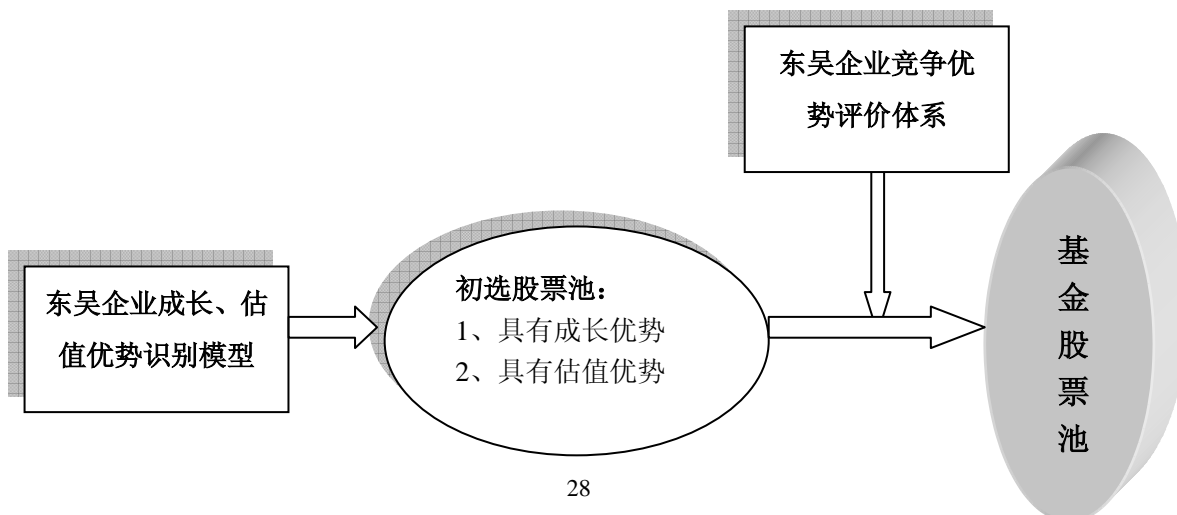 东吴企业竞争优
势评价体系
东吴企业成长、估
值优势识别模型
初选股票池：
1、具有成长优势
2、具有估值优势
基
金
股
票
池
28